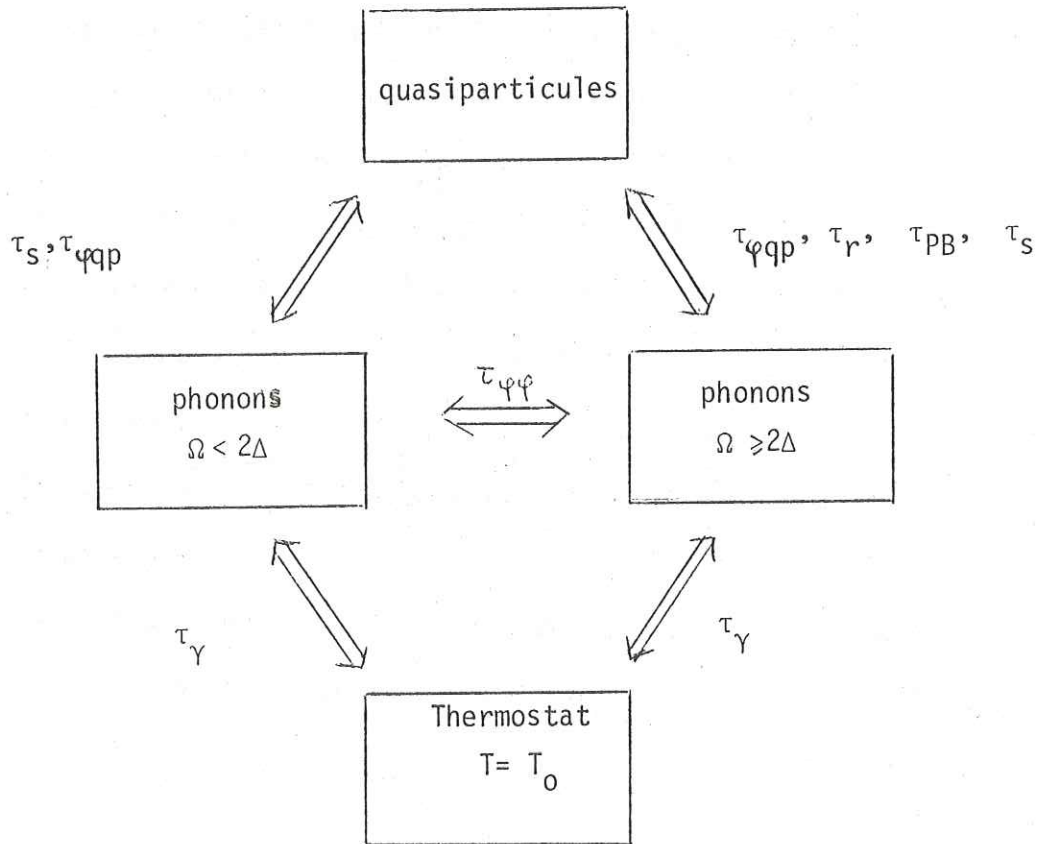 quasiparticules
τs,τφqp
τφqp, τr, τPB, τs
phonons
Ω < 2Δ
τφφ
phonons
Ω ⩾2Δ
τγ
τγ
Thermostat
T= To